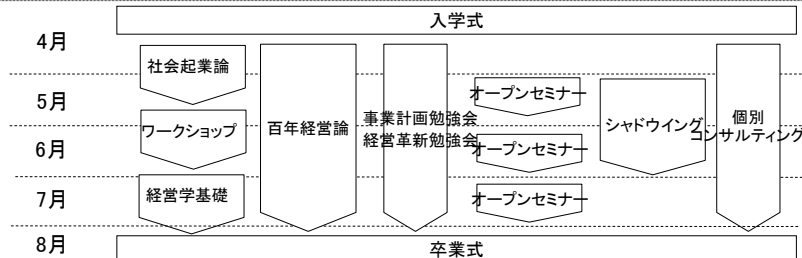 入学式
4月
社会起業論
5月
オープンセミナー
ワークショップ
百年経営論
事業計画勉強会
経営革新勉強会
シャドウイング
個別
コンサルティング
6月
オープンセミナー
7月
経営学基礎
オープンセミナー
8月
卒業式